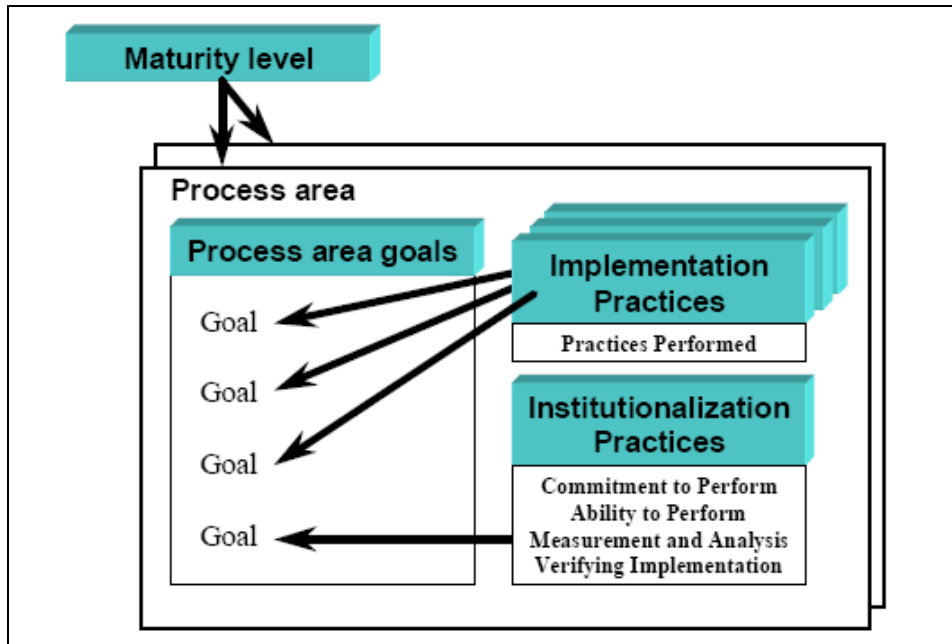 Maturity level
Process area
Process area goals
Goal
Goal
Goal
Goal
Implementation
Practices
Practices Performed
Institutionalization
Practices
Commitment to Perform
Ability to Perform
Measurement and Analysis
Verifying Implementation